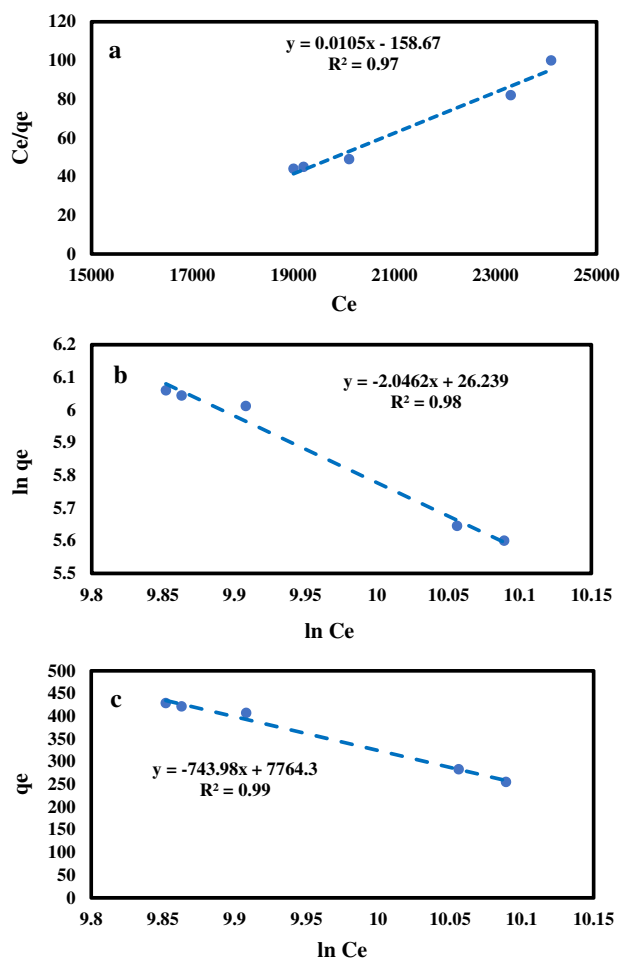 a
y = 0.0105x - 158.67
R² = 0.97
Ce/qe
120
100
80
60
40
20
0
15000 17000 19000 21000 23000 25000
Ce
b
y = -2.0462x + 26.239
R² = 0.98
ln qe
6.2
6.1
6
5.9
5.8
5.7
5.6
5.5
9.8 9.85 9.9 9.95 10 10.05 10.1 10.15
ln Ce
c
y = -743.98x + 7764.3
R² = 0.99
qe
500
450
400
350
300
250
200
150
100
50
0
9.8 9.85 9.9 9.95 10 10.05 10.1 10.15
ln Ce